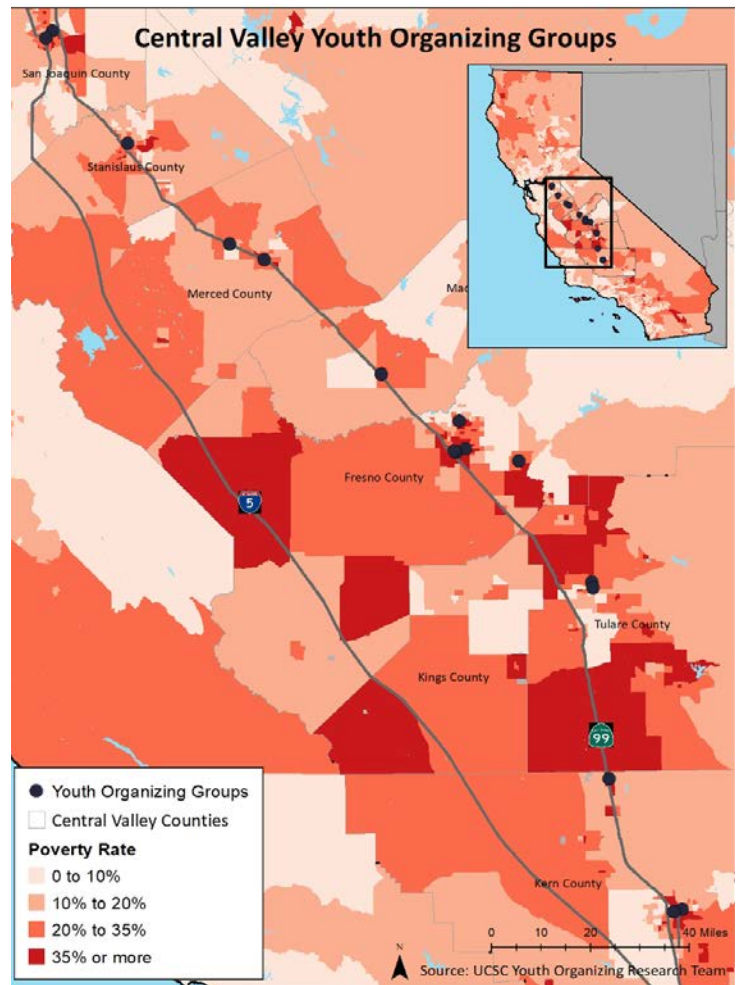 Central Valley Youth Organizing Groups
San Joaquin County
Stanislaus County
Merced County
Fresno County
5
Tulare County
Kings County
99
Youth Organizing Groups
Central Valley Counties
Poverty Rate
0 to 10%
10% to 20%
20% to 35%
35% or more
Kern County
0 10 20 40 Miles
N
Source: UCSC Youth Organizing Research Team